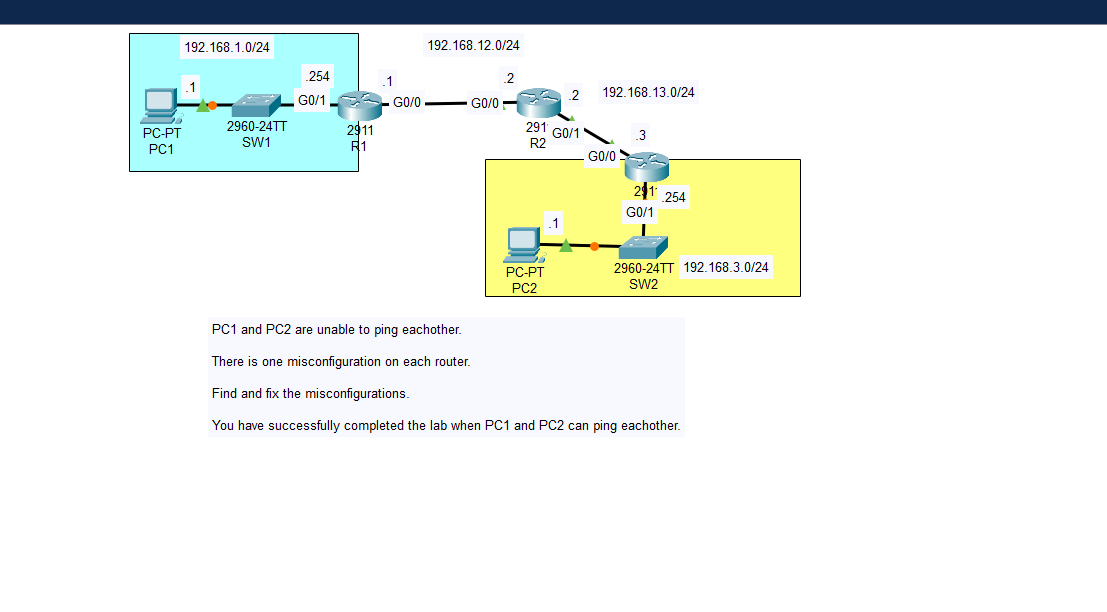 192.168.1.0/24
192.168.12.0/24
.1
.254
G0/1
.1
G0/0
G0/0
.2
.2
192.168.13.0/24
PC-PT
PC1
2960-24TT
SW1
2911
R1
291
R2
G0/1
.3
G0/0
291
.254
G0/1
.1
PC-PT
PC2
2960-24TT
SW2
192.168.3.0/24
PC1 and PC2 are unable to ping eachother.
There is one misconfiguration on each router.
Find and fix the misconfigurations.
You have successfully completed the lab when PC1 and PC2 can ping eachother.